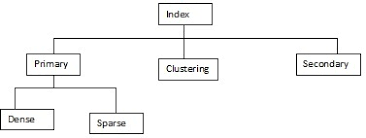 Index
Primary
Clustering
Secondary
Dense
Sparse